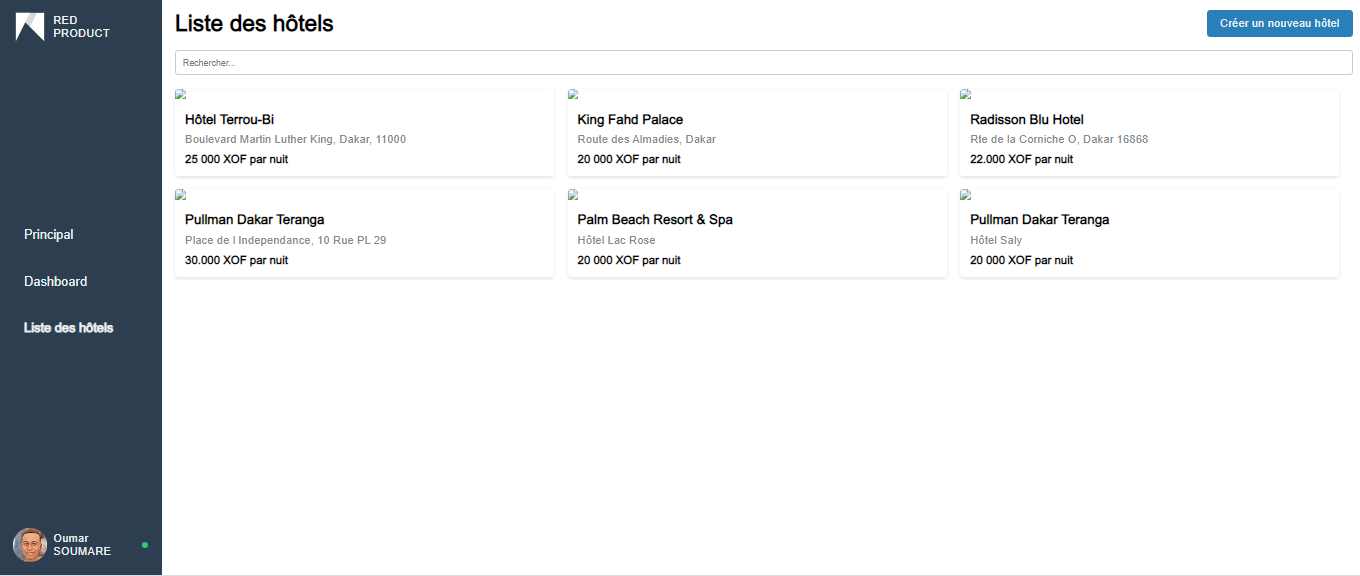 RED
PRODUCT
Principal
Dashboard
Liste des hôtels
Oumar
SOUMARE
Liste des hôtels
Créer un nouveau hôtel
Rechercher...
Hôtel Terrou-Bi
Boulevard Martin Luther King, Dakar, 11000
25 000 XOF par nuit
King Fahd Palace
Route des Almadies, Dakar
20 000 XOF par nuit
Radisson Blu Hotel
Rte de la Corniche O, Dakar 16868
22.000 XOF par nuit
Pullman Dakar Teranga
Place de l Independance, 10 Rue PL 29
30.000 XOF par nuit
Palm Beach Resort & Spa
Hôtel Lac Rose
20 000 XOF par nuit
Pullman Dakar Teranga
Hôtel Saly
20 000 XOF par nuit